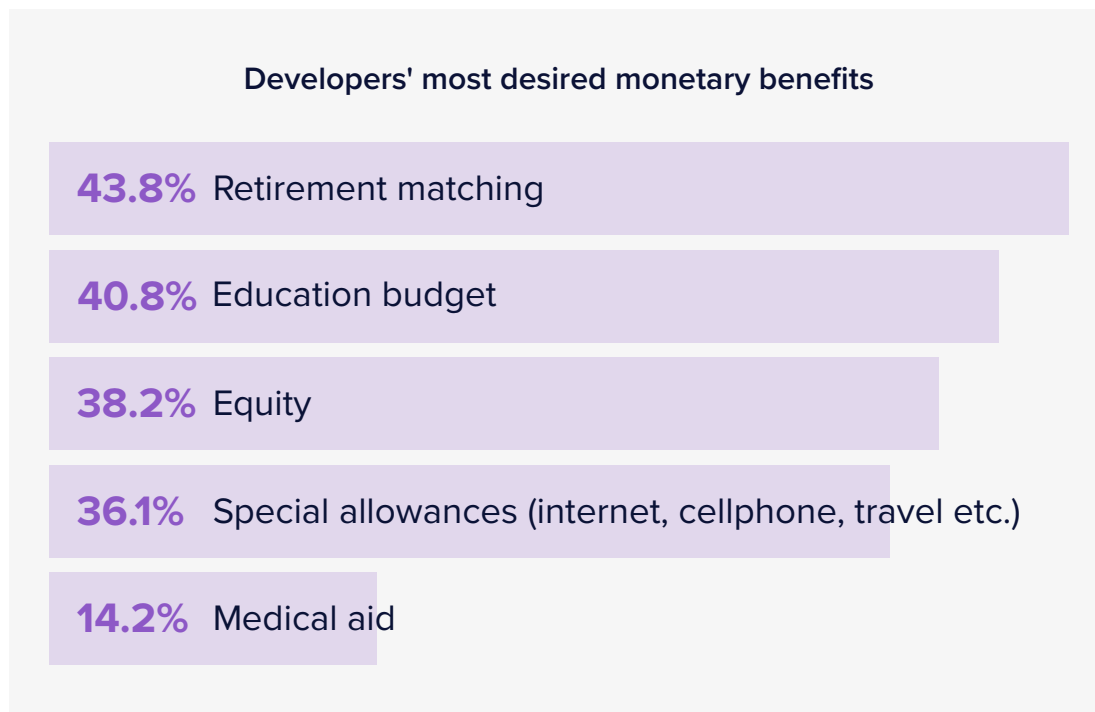 Developers' most desired monetary benefits
43.8% Retirement matching
40.8% Education budget
38.2% Equity
36.1% Special allowances (internet, cellphone, travel etc.)
14.2% Medical aid